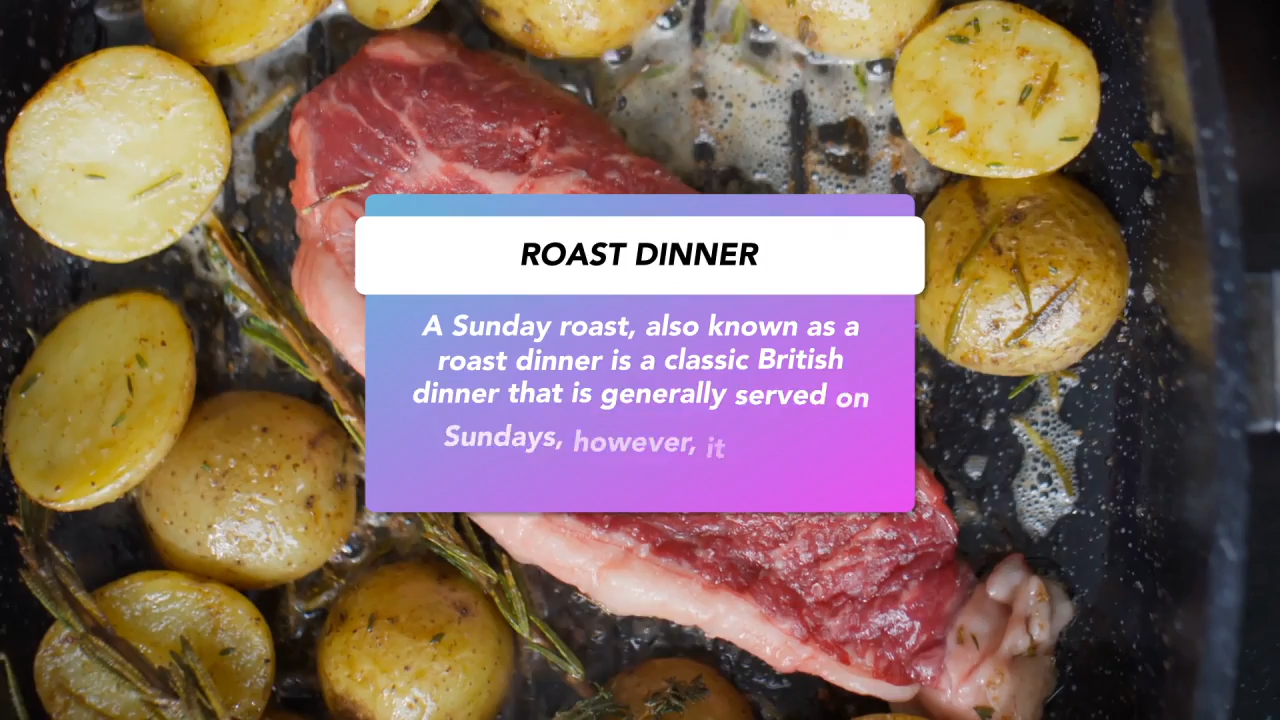 ROAST DINNER
A Sunday roast, also known as a
roast dinner is a classic British
dinner that is generally served on
Sundays, however, it